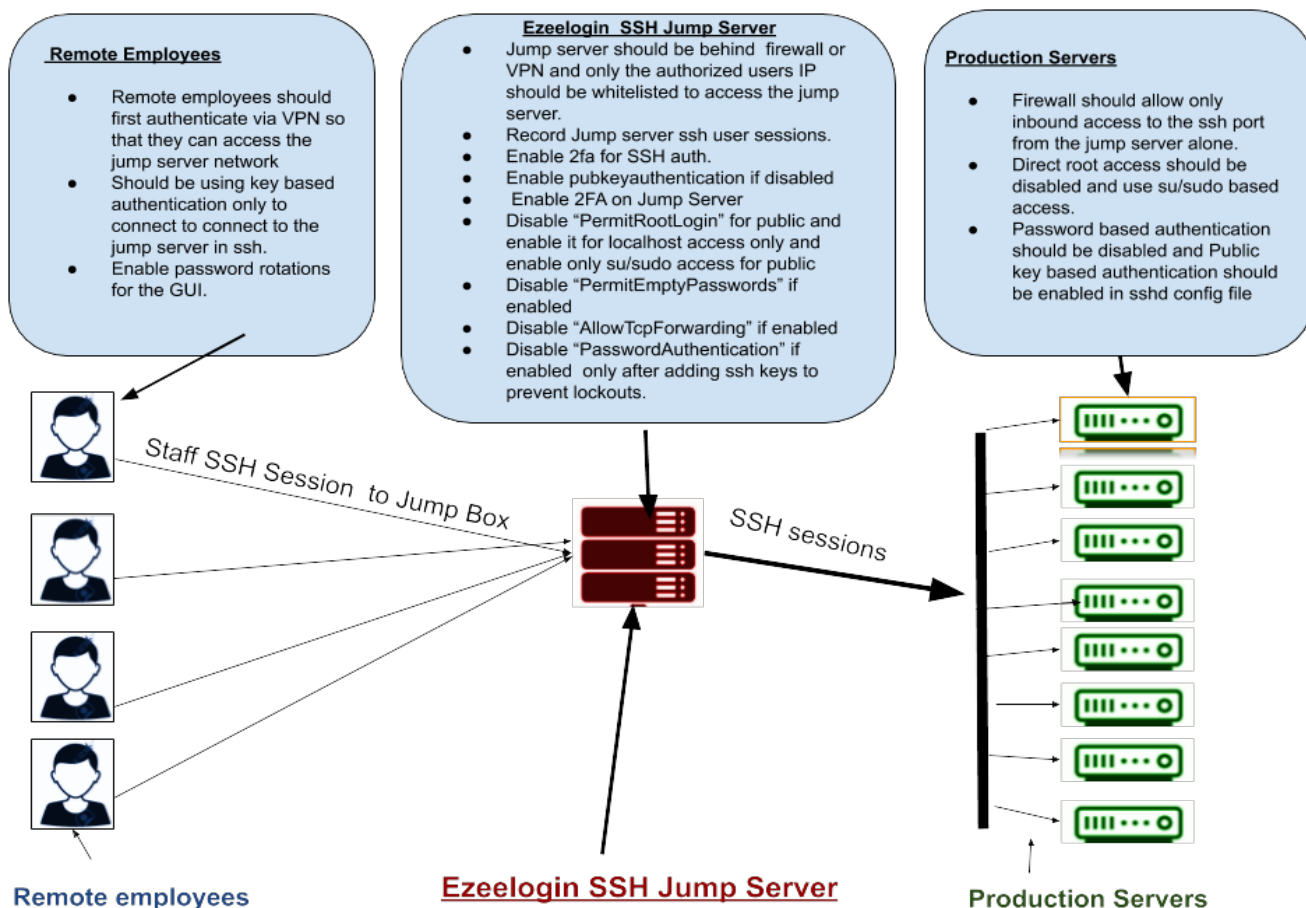 Remote Employees
● Remote employees should
first authenticate via VPN so
that they can access the
jump server network
● Should be using key based
authentication only to
connect to connect to the
jump server in ssh.
● Enable password rotations
for the GUI.
Ezeelogin SSH Jump Server
● Jump server should be behind firewall or
VPN and only the authorized users IP
should be whitelisted to access the jump
server.
● Record Jump server ssh user sessions.
● Enable 2fa for SSH auth.
● Enable pubkeyauthentication if disabled
● Enable 2FA on Jump Server
● Disable “PermitRootLogin” for public and
enable it for localhost access only and
enable only su/sudo access for public
● Disable “PermitEmptyPasswords” if
enabled
● Disable “AllowTcpForwarding” if enabled
● Disable “PasswordAuthentication” if
enabled only after adding ssh keys to
prevent lockouts.
Production Servers
● Firewall should allow only
inbound access to the ssh port
from the jump server alone.
● Direct root access should be
disabled and use su/sudo based
access.
● Password based authentication
should be disabled and Public
key based authentication should
be enabled in sshd config file
Staff SSH Session to Jump Box
SSH sessions
Remote employees
Ezeelogin SSH Jump Server
Production Servers